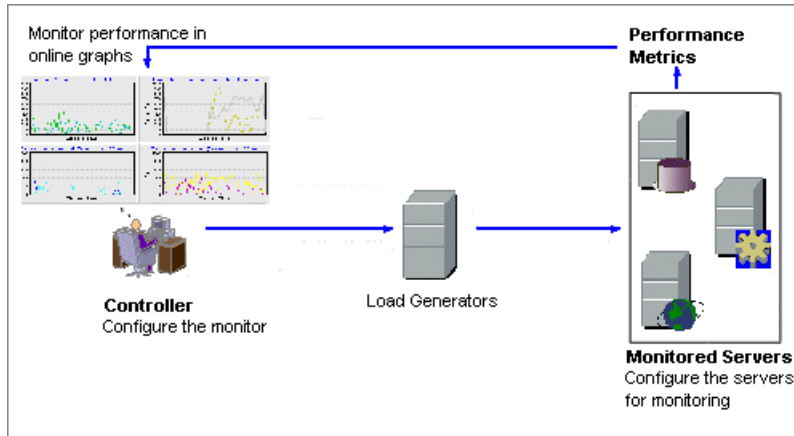 Monitor performance in
online graphs
Performance
Metrics
Controller
Configure the monitor
Load Generators
Monitored Servers
Configure the servers
for monitoring